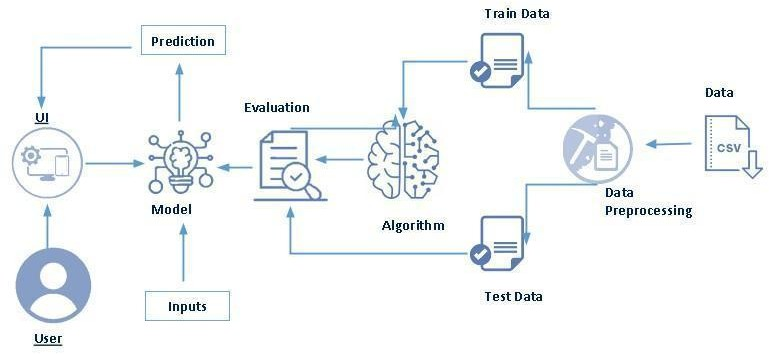 Train Data
Prediction
Evaluation
Data
UI
CSV
Model
Algorithm
Data
Preprocessing
Inputs
Test Data
User